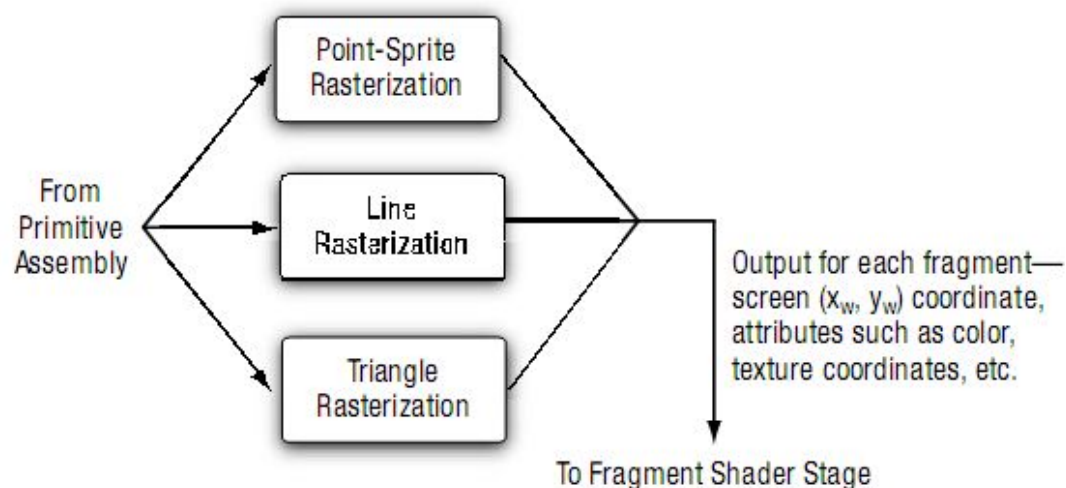 Point-Sprite
Rasterization
From
Primitive
Assembly
Line
Rasterization
Triangle
Rasterization
Output for each fragment—
screen (xw, yw) coordinate,
attributes such as color,
texture coordinates, etc.
To Fragment Shader Stage